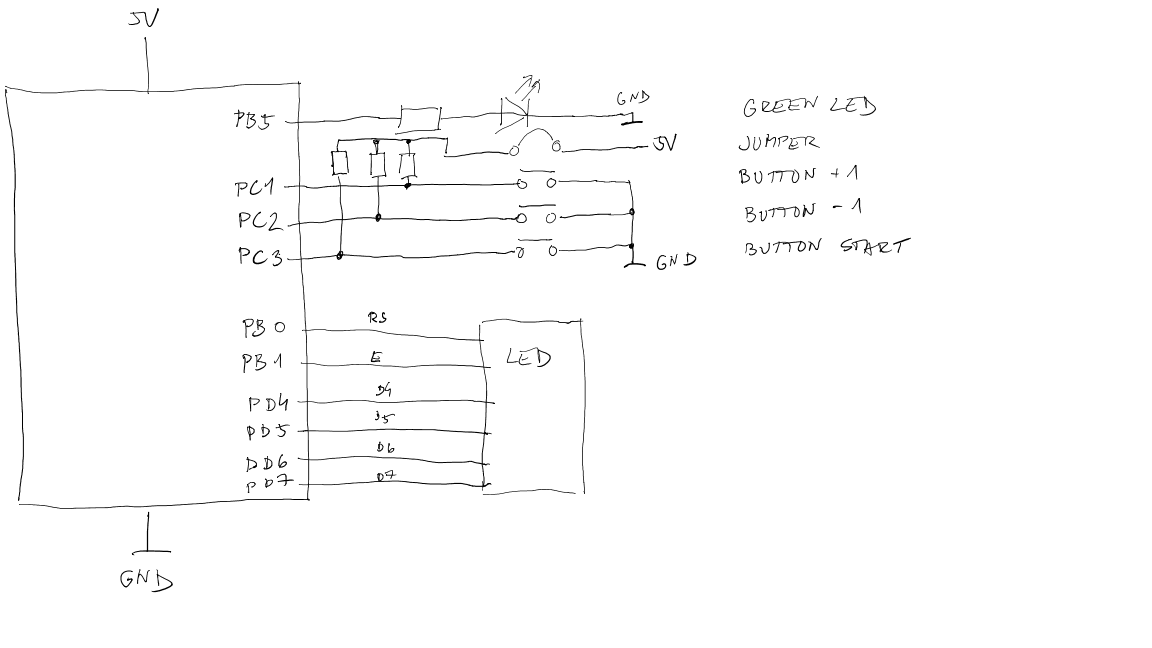 5V
PB5 GND GREEN LED
5V JUMPER
PC1 BUTTON +1
PC2 BUTTON -1
PC3 GND BUTTON START
PB0 RS
PB1 E LED
PD4 D4
PD5 D5
DD6 D6
PD7 D7
GND